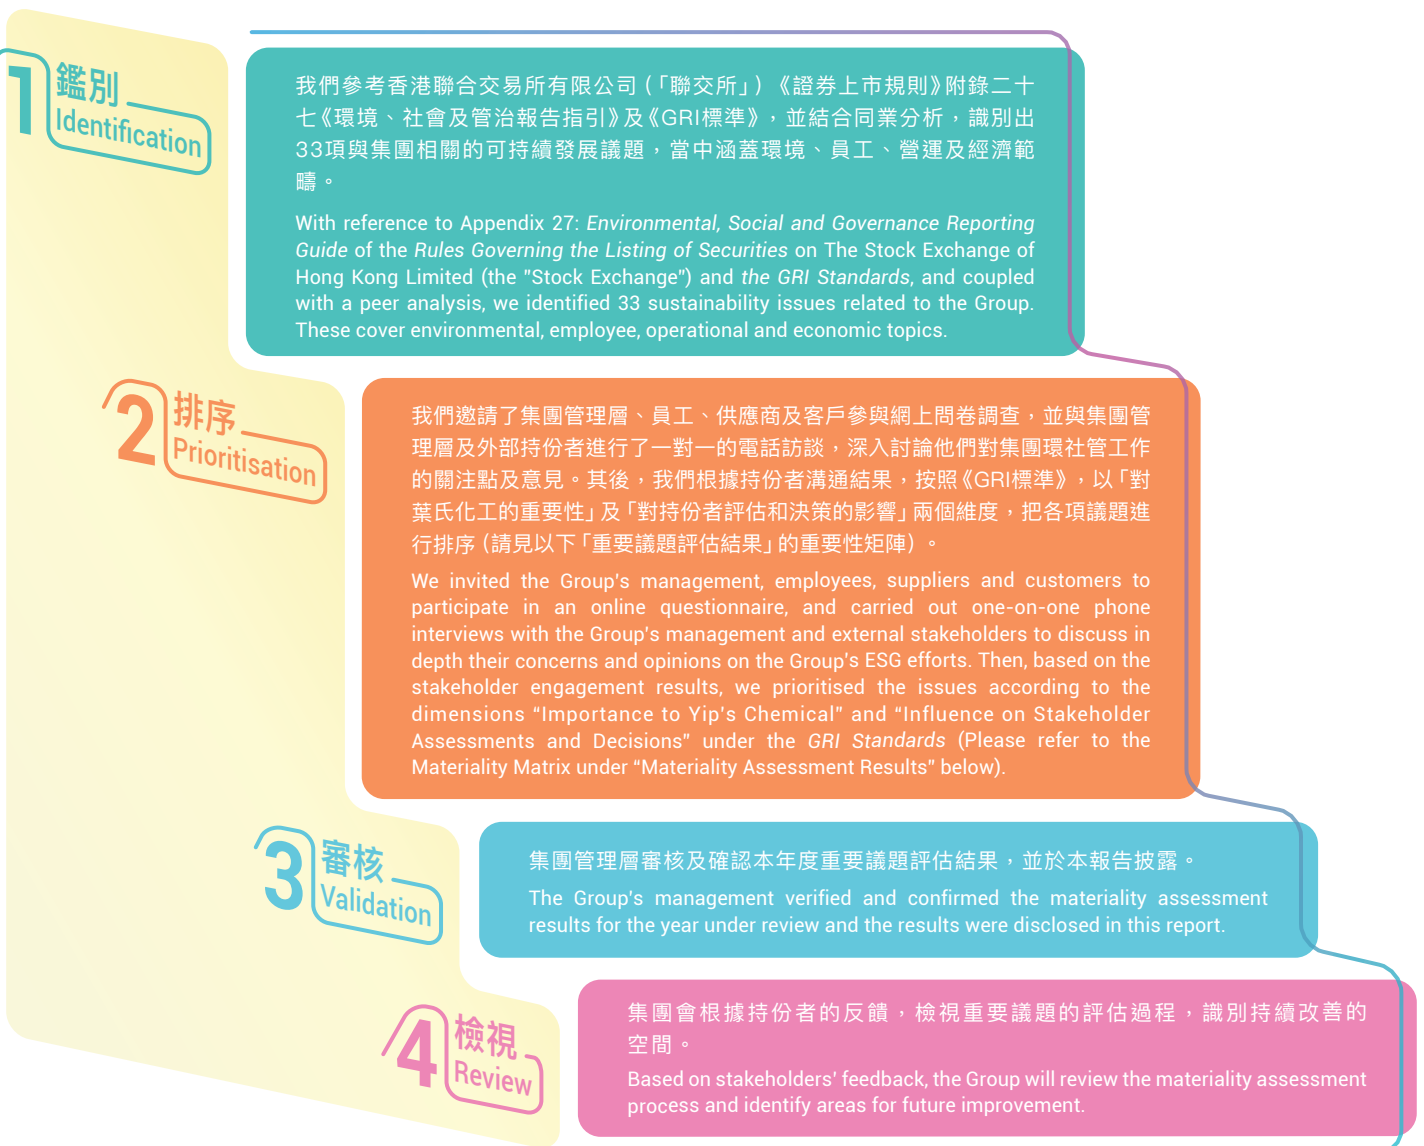 1
鑑別
Identification
我們參考香港聯合交易所有限公司（「聯交所」）《證券上市規則》附錄二十
七《環境、社會及管治報告指引》及《GRI標準》，並結合同業分析，識別出
33項與集團相關的可持續發展議題，當中涵蓋環境、員工、營運及經濟範
疇。
With reference to Appendix 27: Environmental, Social and Governance Reporting
Guide of the Rules Governing the Listing of Securities on The Stock Exchange of
Hong Kong Limited (the "Stock Exchange") and the GRI Standards, and coupled
with a peer analysis, we identified 33 sustainability issues related to the Group.
These cover environmental, employee, operational and economic topics.
2
排序
Prioritisation
我們邀請了集團管理層、員工、供應商及客戶參與網上問卷調查，並與集團管
理層及外部持份者進行了一對一的電話訪談，深入討論他們對集團環社管工作
的關注點及意見。其後，我們根據持份者溝通結果，按照《GRI標準》，以「對
葉氏化工的重要性」及「對持份者評估和決策的影響」兩個維度，把各項議題進
行排序（請見以下「重要議題評估結果」的重要性矩陣）。
We invited the Group's management, employees, suppliers and customers to
participate in an online questionnaire, and carried out one-on-one phone
interviews with the Group's management and external stakeholders to discuss in
depth their concerns and opinions on the Group's ESG efforts. Then, based on the
stakeholder engagement results, we prioritised the issues according to the
dimensions “Importance to Yip's Chemical” and “Influence on Stakeholder
Assessments and Decisions” under the GRI Standards (Please refer to the
Materiality Matrix under “Materiality Assessment Results” below).
3
審核
Validation
集團管理層審核及確認本年度重要議題評估結果，並於本報告披露。
The Group's management verified and confirmed the materiality assessment
results for the year under review and the results were disclosed in this report.
4
檢視
Review
集團會根據持份者的反饋，檢視重要議題的評估過程，識別持續改善的
空間。
Based on stakeholders’ feedback, the Group will review the materiality assessment
process and identify areas for future improvement.